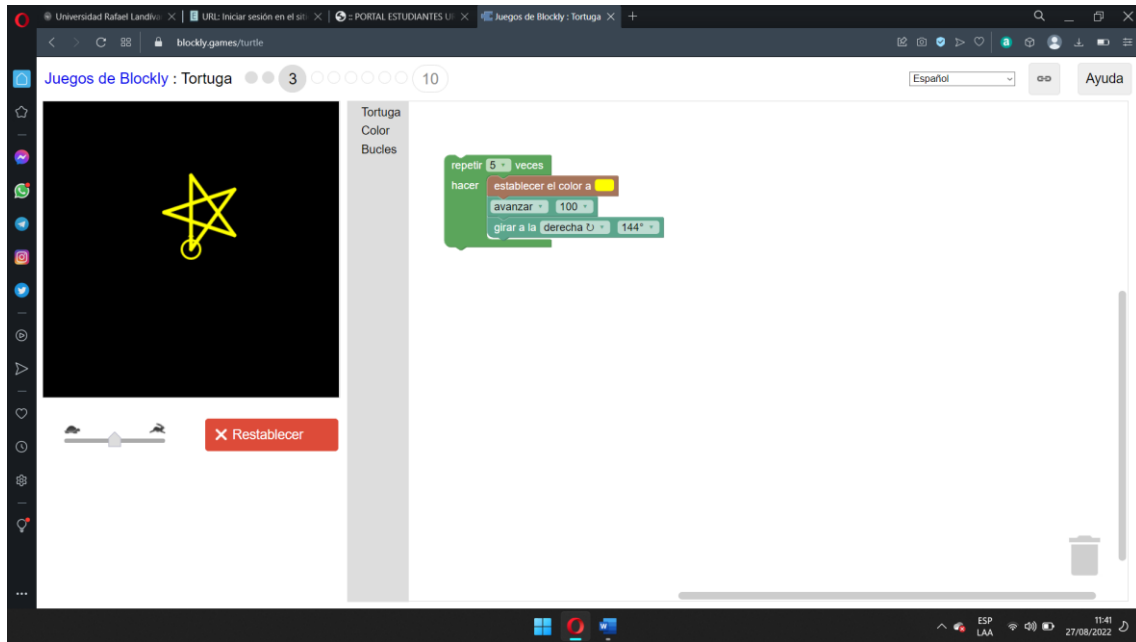 Universidad Rafael Landíva
URL: Iniciar sesión en el siti
:: PORTAL ESTUDIANTES U
Juegos de Blockly : Tortuga
blockly.games/turtle
Juegos de Blockly : Tortuga 3 10
Español
Ayuda
Tortuga
Color
Bucles
repetir 5 veces
hacer establecer el color a
avanzar 100
girar a la derecha ↻ 144°
Restablecer
ESP
LAA
11:41
27/08/2022